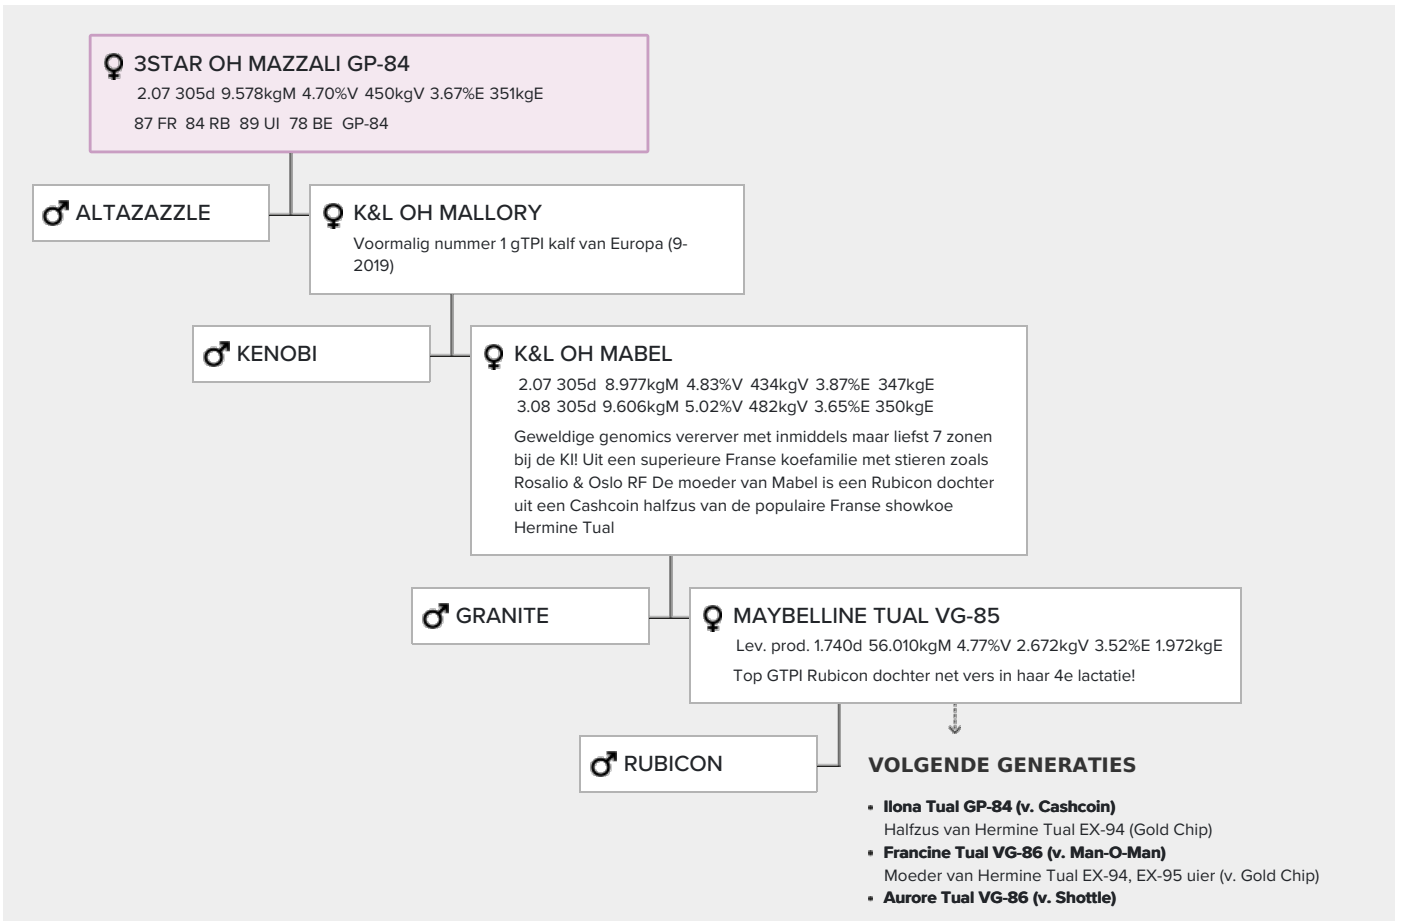 3STAR OH MAZZALI GP-84
2.07 305d 9.578kgM 4.70%V 450kgV 3.67%E 351kgE
87 FR 84 RB 89 UI 78 BE GP-84
ALTAZAZZLE
K&L OH MALLORY
Voormalig nummer 1 gTPI kalf van Europa (9-
2019)
KENOBI
K&L OH MABEL
2.07 305d 8.977kgM 4.83%V 434kgV 3.87%E 347kgE
3.08 305d 9.606kgM 5.02%V 482kgV 3.65%E 350kgE
Geweldige genomics vererver met inmiddels maar liefst 7 zonen
bij de KI! Uit een superieure Franse koefamilie met stieren zoals
Rosalio & Oslo RF De moeder van Mabel is een Rubicon dochter
uit een Cashcoin halfzus van de populaire Franse showkoe
Hermine Tual
GRANITE
MAYBELLINE TUAL VG-85
Lev. prod. 1.740d 56.010kgM 4.77%V 2.672kgV 3.52%E 1.972kgE
Top GTPI Rubicon dochter net vers in haar 4e lactatie!
RUBICON
VOLGENDE GENERATIES
• Ilona Tual GP-84 (v. Cashcoin)
Halfzus van Hermine Tual EX-94 (Gold Chip)
• Francine Tual VG-86 (v. Man-O-Man)
Moeder van Hermine Tual EX-94, EX-95 uier (v. Gold Chip)
• Aurore Tual VG-86 (v. Shottle)